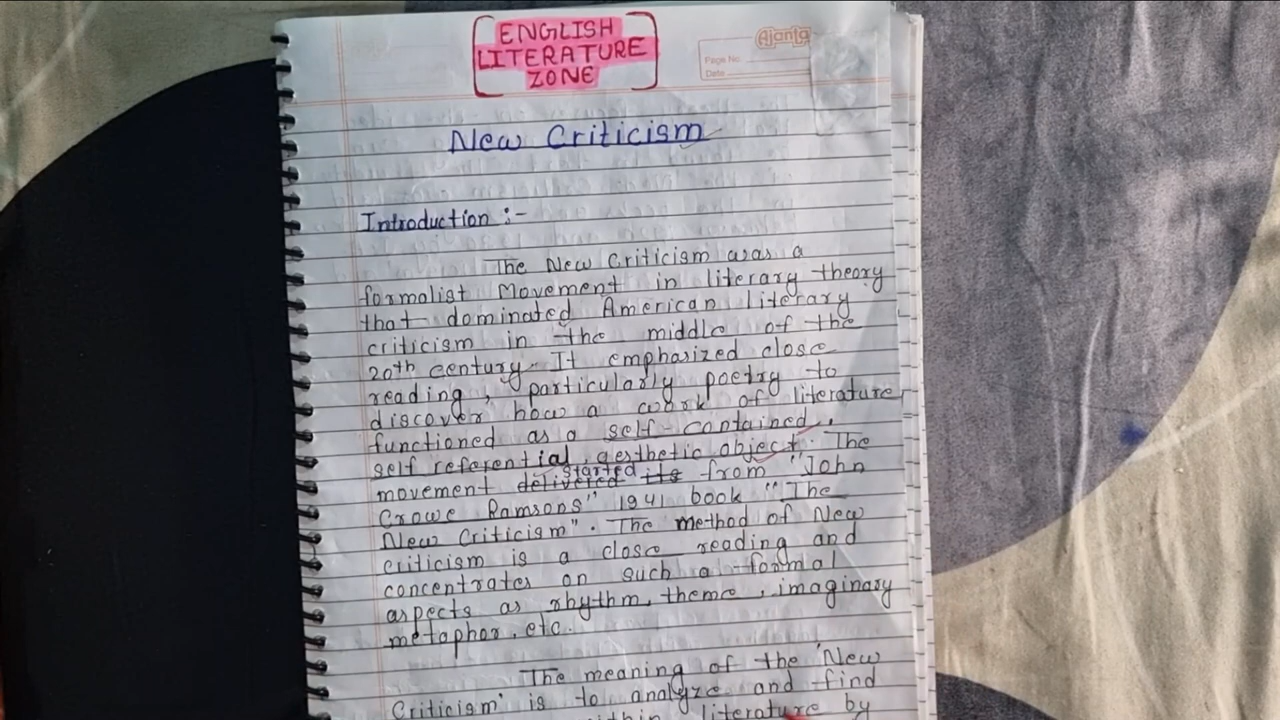 [ENGLISH
LITERATURE
ZONE]
Ajanta
Page No.
Date
New Criticism
Introduction :-
The New Criticism was a
formalist Movement in literary theory
that dominated American literary
criticism in the middle of the
20th century. It emphasized close
reading, particularly poetry to
discover how a work of literature
functioned as a self-contained,
self referential aesthetic object. The
started
movement delivered its from "John
Crowe Ramsons" 1941 book "The
New Criticism". The method of New
criticism is a close reading and
concentrates on such a formal
aspects as rhythm, theme, imaginary
metaphor, etc.
The meaning of the 'New
Criticism' is to analyze and find
literature by